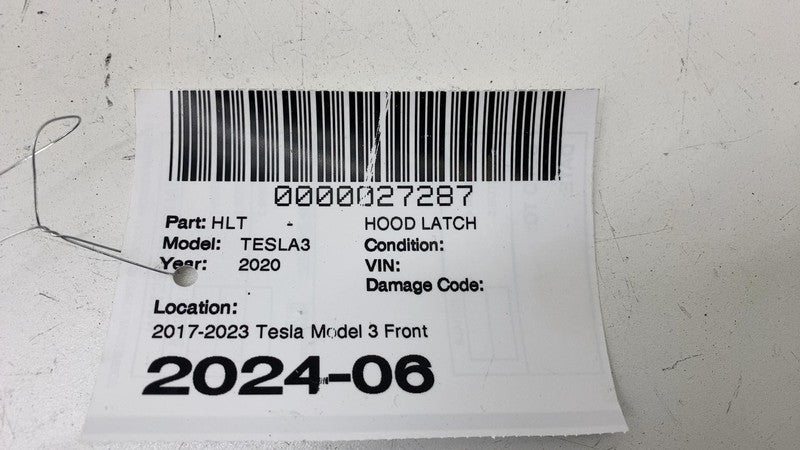 0000027287
Part: HLT - HOOD LATCH
Model: TESLA3 Condition:
Year: 2020 VIN:
Damage Code:
Location:
2017-2023 Tesla Model 3 Front
2024-06